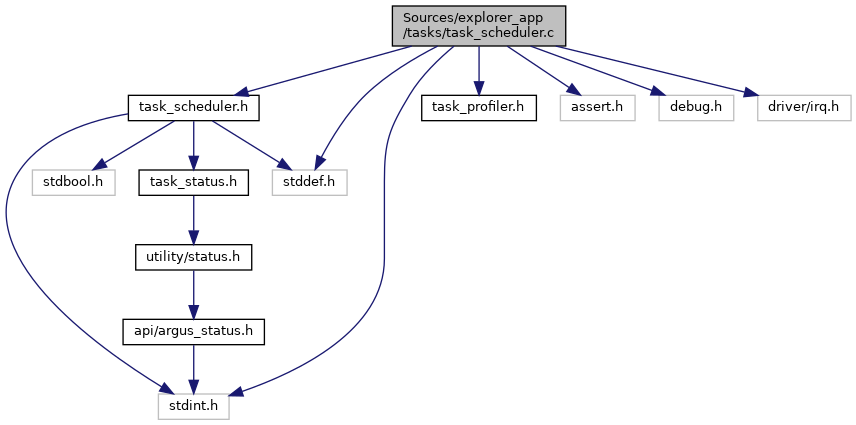 Sources/explorer_app
/tasks/task_scheduler.c
task_scheduler.h
task_profiler.h
assert.h
debug.h
driver/irq.h
stdbool.h
task_status.h
stddef.h
utility/status.h
api/argus_status.h
stdint.h